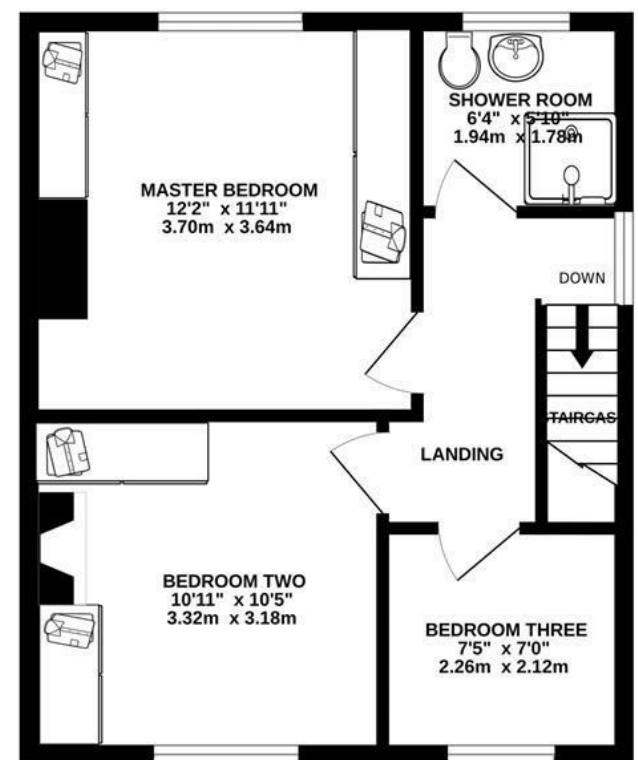 MASTER BEDROOM
12'2" x 11'11"
3.70m x 3.64m
SHOWER ROOM
6'4" x 5'10"
1.94m x 1.78m
DOWN
STAIRCAS
LANDING
BEDROOM TWO
10'11" x 10'5"
3.32m x 3.18m
BEDROOM THREE
7'5" x 7'0"
2.26m x 2.12m